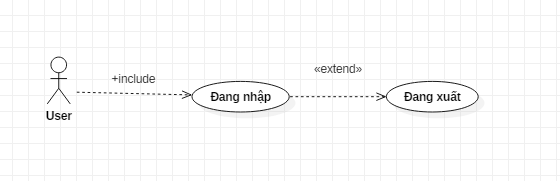 +include
«extend»
Đang nhập
Đang xuất
User